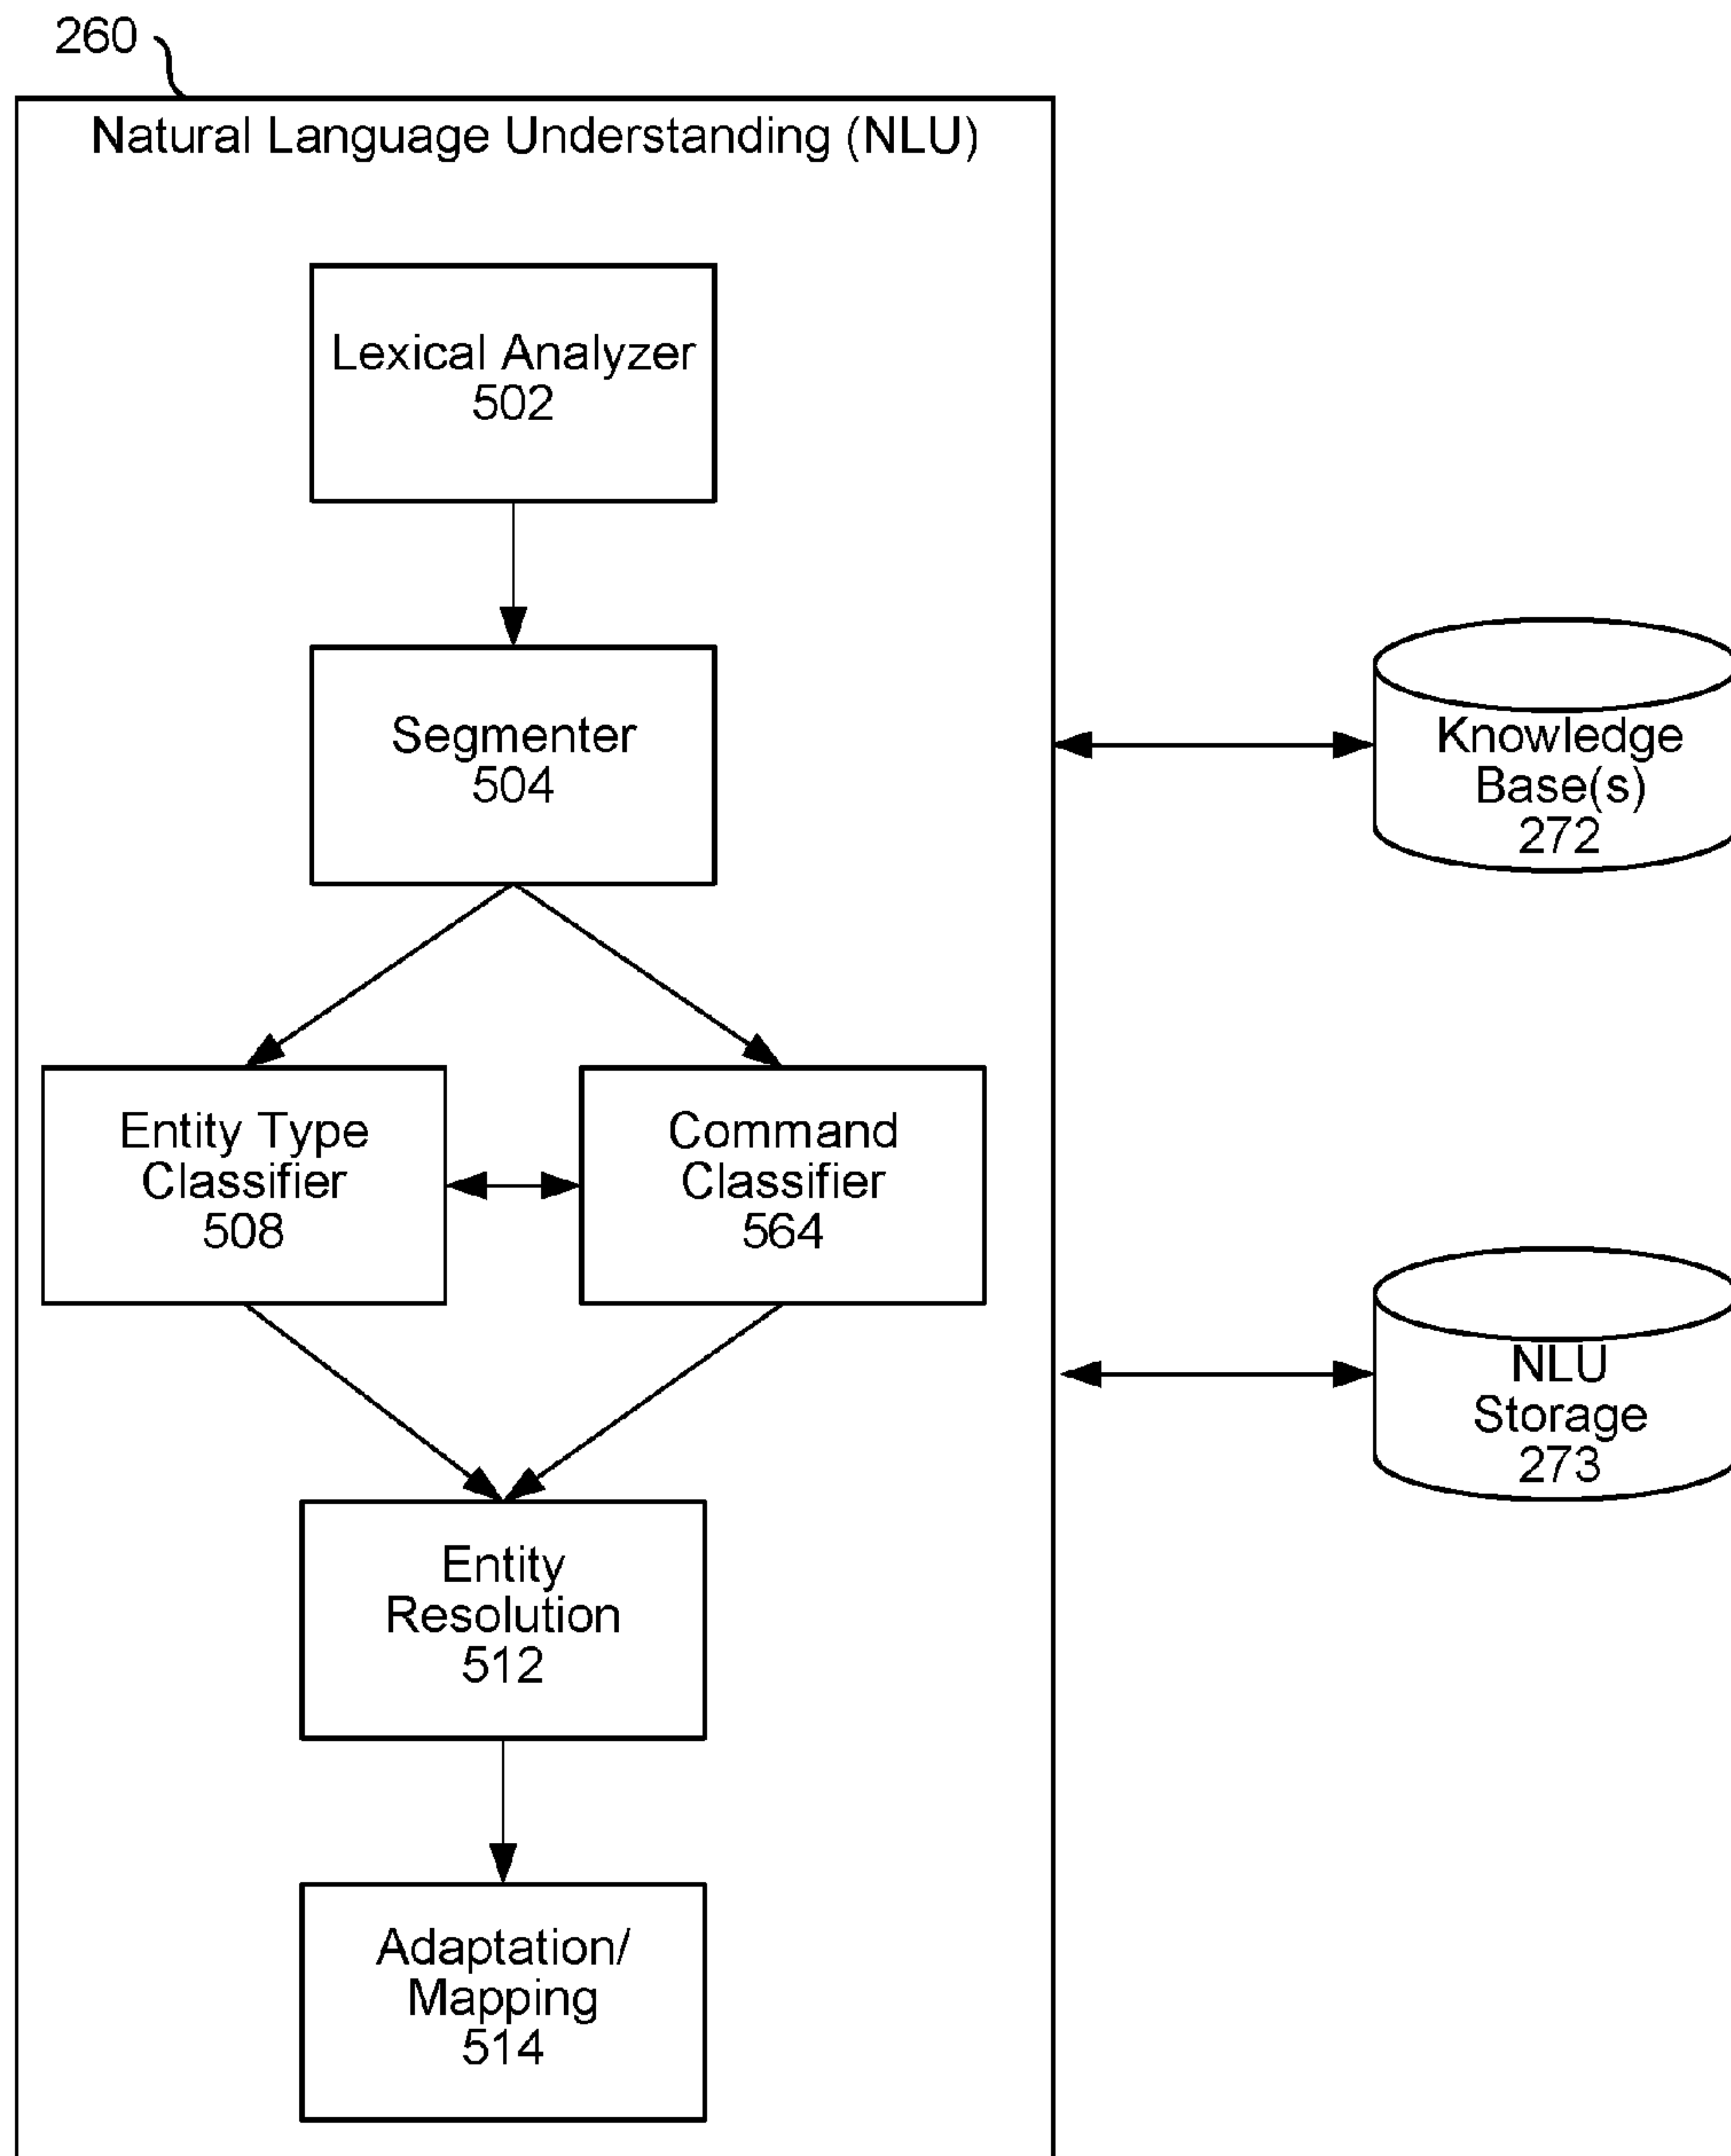 260
Natural Language Understanding (NLU)
Lexical Analyzer
502
Segmenter
504
Knowledge
Base(s)
272
Entity Type
Classifier
508
Command
Classifier
564
NLU
Storage
273
Entity
Resolution
512
Adaptation/
Mapping
514